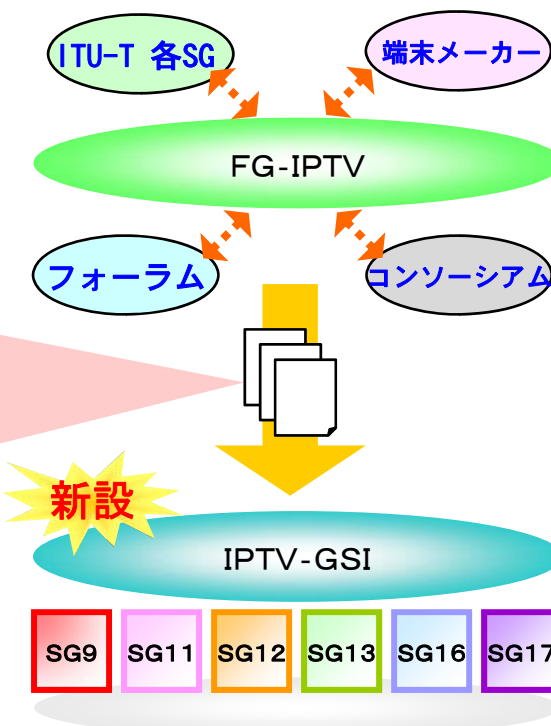 ITU-T 各SG
端末メーカー
FG-IPTV
フォーラム
コンソーシアム
新設
IPTV-GSI
SG9
SG11
SG12
SG13
SG16
SG17